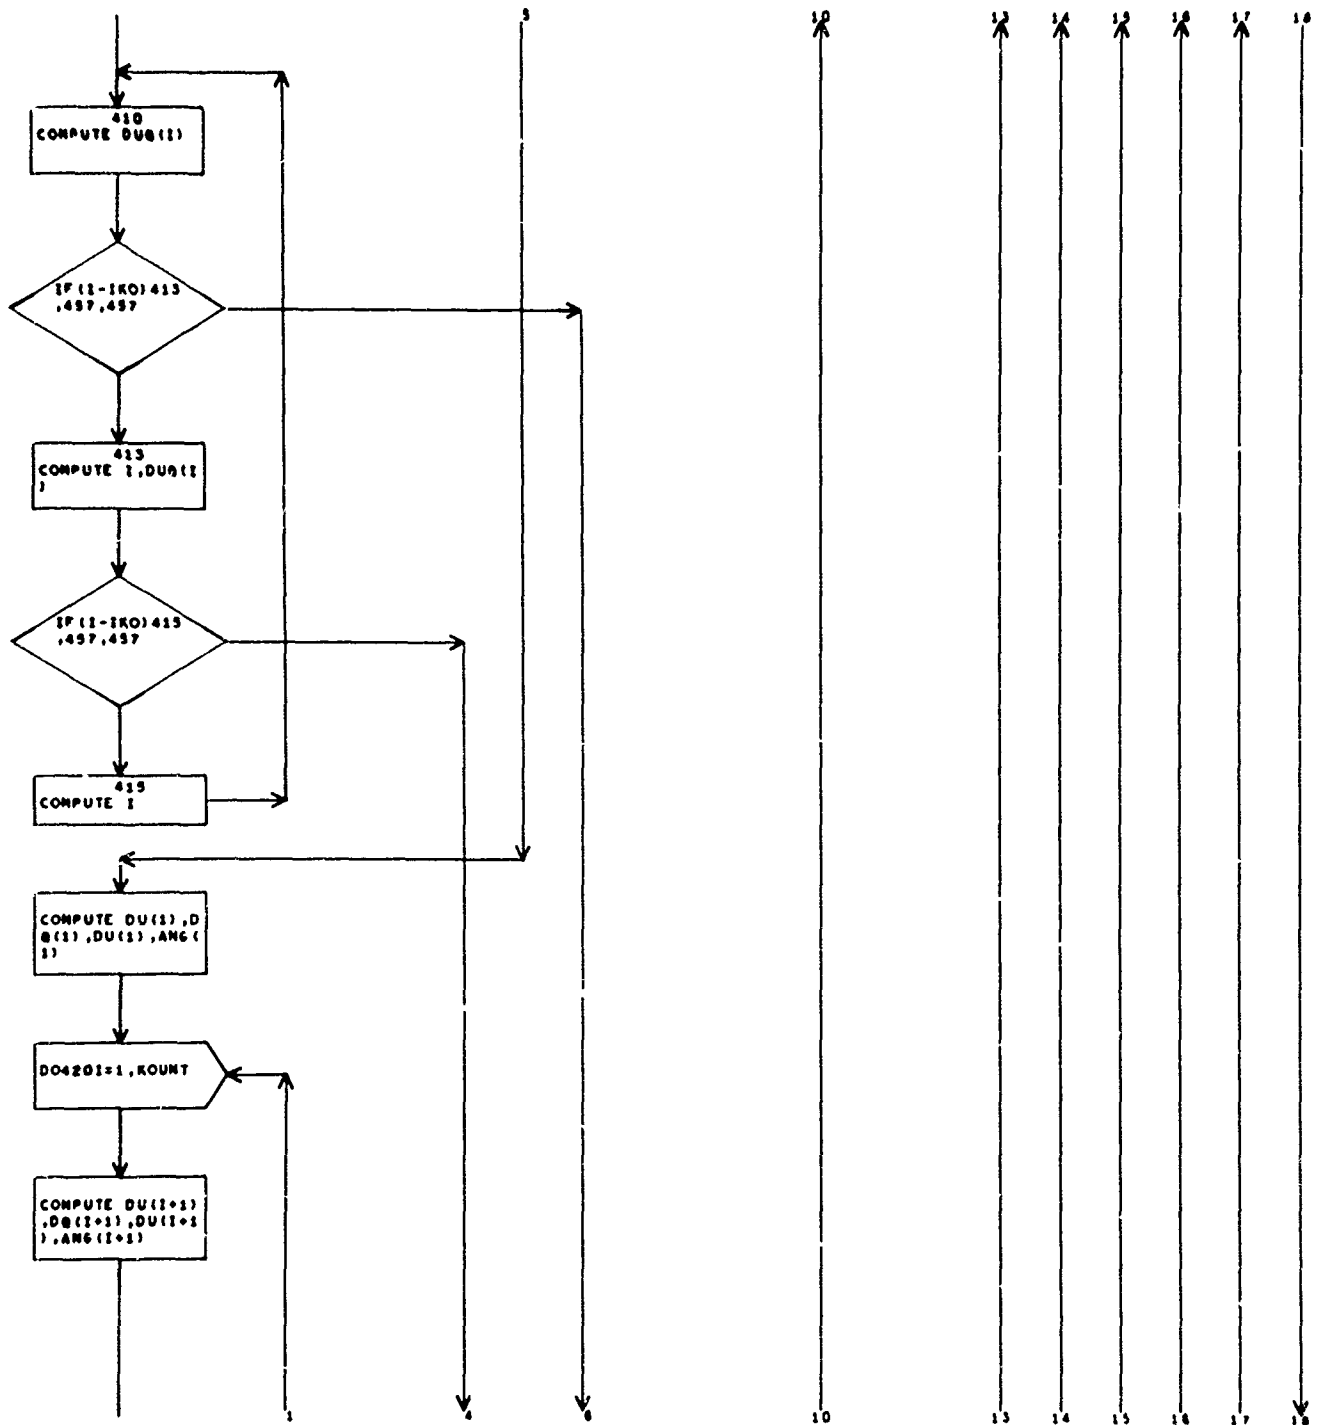 5 10 13 14 15 16 17 18
410
COMPUTE DUQ(I)
IF(I-IKO)413
,457,457
413
COMPUTE I,DUQ(I
)
IF(I-IKO)415
,457,457
415
COMPUTE I
COMPUTE DU(1),D
Q(1),DU(1),ANG(
1)
DO420I=1,KOUNT
COMPUTE DU(I+1)
,DQ(I+1),DU(I+1
),ANG(I+1)
1 4 6 10 13 14 15 16 17 18